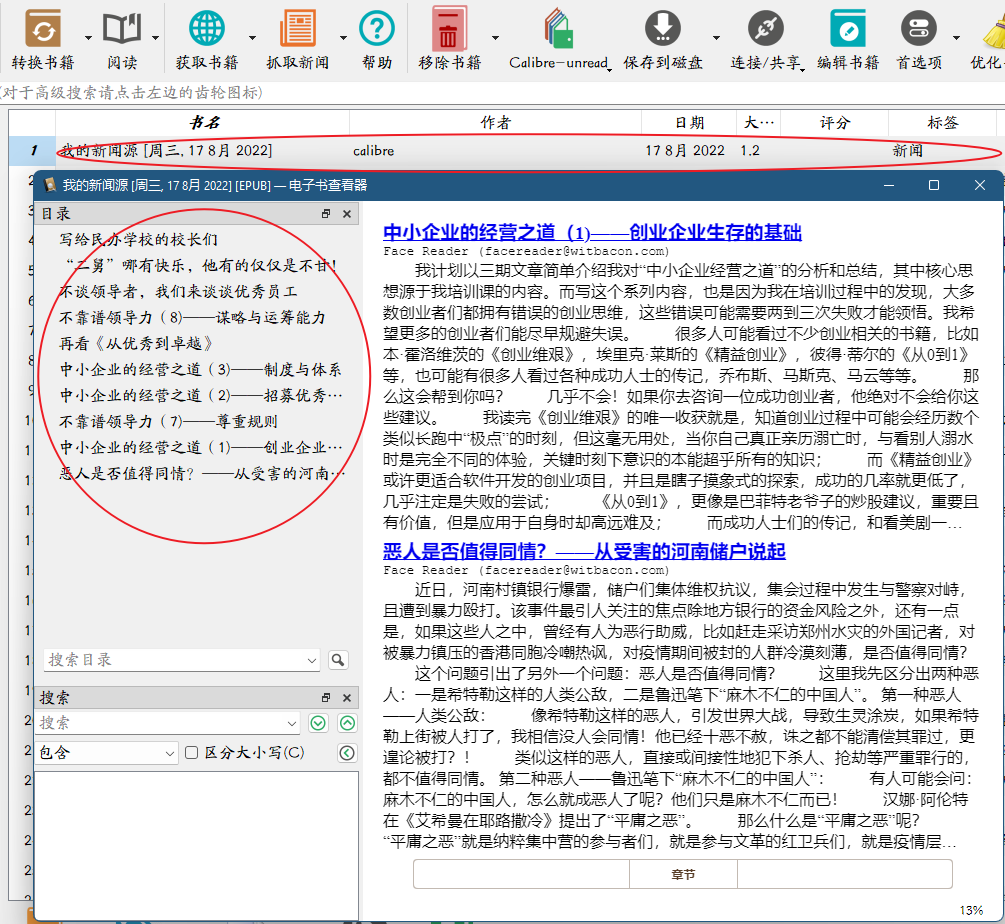 转换书籍 阅读 获取书籍 抓取新闻 帮助 移除书籍 Calibre-unread 保存到磁盘 连接/共享 编辑书籍 首选项 优化
(对于高级搜索请点击左边的齿轮图标)
书名 作者 日期 大… 评分 标签
1 我的新闻源 [周三, 17 8月 2022] calibre 17 8月 2022 1.2 新闻
我的新闻源 [周三, 17 8月 2022] [EPUB] — 电子书查看器
目录
写给民办学校的校长们
“二舅”哪有快乐，他有的仅仅是不甘！
不谈领导者，我们来谈谈优秀员工
不靠谱领导力（8)——谋略与运筹能力
再看《从优秀到卓越》
中小企业的经营之道（3)——制度与体系
中小企业的经营之道（2)——招募优秀…
不靠谱领导力（7)——尊重规则
中小企业的经营之道（1)——创业企业…
恶人是否值得同情？——从受害的河南…
搜索目录
搜索
搜索
包含 区分大小写(C)
中小企业的经营之道（1)——创业企业生存的基础
Face Reader (facereader@witbacon.com)
我计划以三期文章简单介绍我对“中小企业经营之道”的分析和总结，其中核心思
想源于我培训课的内容。而写这个系列内容，也是因为我在培训过程中的发现，大多
数创业者们都拥有错误的创业思维，这些错误可能需要两到三次失败才能领悟。我希
望更多的创业者们能尽早规避失误。 很多人可能看过不少创业相关的书籍，比如
本·霍洛维茨的《创业维艰》，埃里克·莱斯的《精益创业》，彼得·蒂尔的《从0到1》
等，也可能有很多人看过各种成功人士的传记，乔布斯、马斯克、马云等等。 那
么这会帮到你吗？ 几乎不会！如果你去咨询一位成功创业者，他绝对不会给你这
些建议。 我读完《创业维艰》的唯一收获就是，知道创业过程中可能会经历数个
类似长跑中“极点”的时刻，但这毫无用处，当你自己真正亲历溺亡时，与看别人溺水
时是完全不同的体验，关键时刻下意识的本能超乎所有的知识； 而《精益创业》
或许更适合软件开发的创业项目，并且是瞎子摸象式的探索，成功的几率就更低了，
几乎注定是失败的尝试； 《从0到1》，更像是巴菲特老爷子的炒股建议，重要且
有价值，但是应用于自身时却高远难及； 而成功人士们的传记，和看美剧一…
恶人是否值得同情？——从受害的河南储户说起
Face Reader (facereader@witbacon.com)
近日，河南村镇银行爆雷，储户们集体维权抗议，集会过程中发生与警察对峙，
且遭到暴力殴打。该事件最引人关注的焦点除地方银行的资金风险之外，还有一点
是，如果这些人之中，曾经有人为恶行助威，比如赶走采访郑州水灾的外国记者，对
被暴力镇压的香港同胞冷嘲热讽，对疫情期间被封的人群冷漠刻薄，是否值得同情？
这个问题引出了另外一个问题：恶人是否值得同情？ 这里我先区分出两种恶
人：一是希特勒这样的人类公敌，二是鲁迅笔下“麻木不仁的中国人”。 第一种恶人
——人类公敌： 像希特勒这样的恶人，引发世界大战，导致生灵涂炭，如果希特
勒上街被人打了，我相信没人会同情！他已经十恶不赦，诛之都不能清偿其罪过，更
遑论被打？！ 类似这样的恶人，直接或间接性地犯下杀人、抢劫等严重罪行的，
都不值得同情。 第二种恶人——鲁迅笔下“麻木不仁的中国人”： 有人可能会问：
麻木不仁的中国人，怎么就成恶人了呢？他们只是麻木不仁而已！ 汉娜·阿伦特
在《艾希曼在耶路撒冷》提出了“平庸之恶”。 那么什么是“平庸之恶”呢？
“平庸之恶”就是纳粹集中营的参与者们，就是参与文革的红卫兵们，就是疫情层…
章节
13%